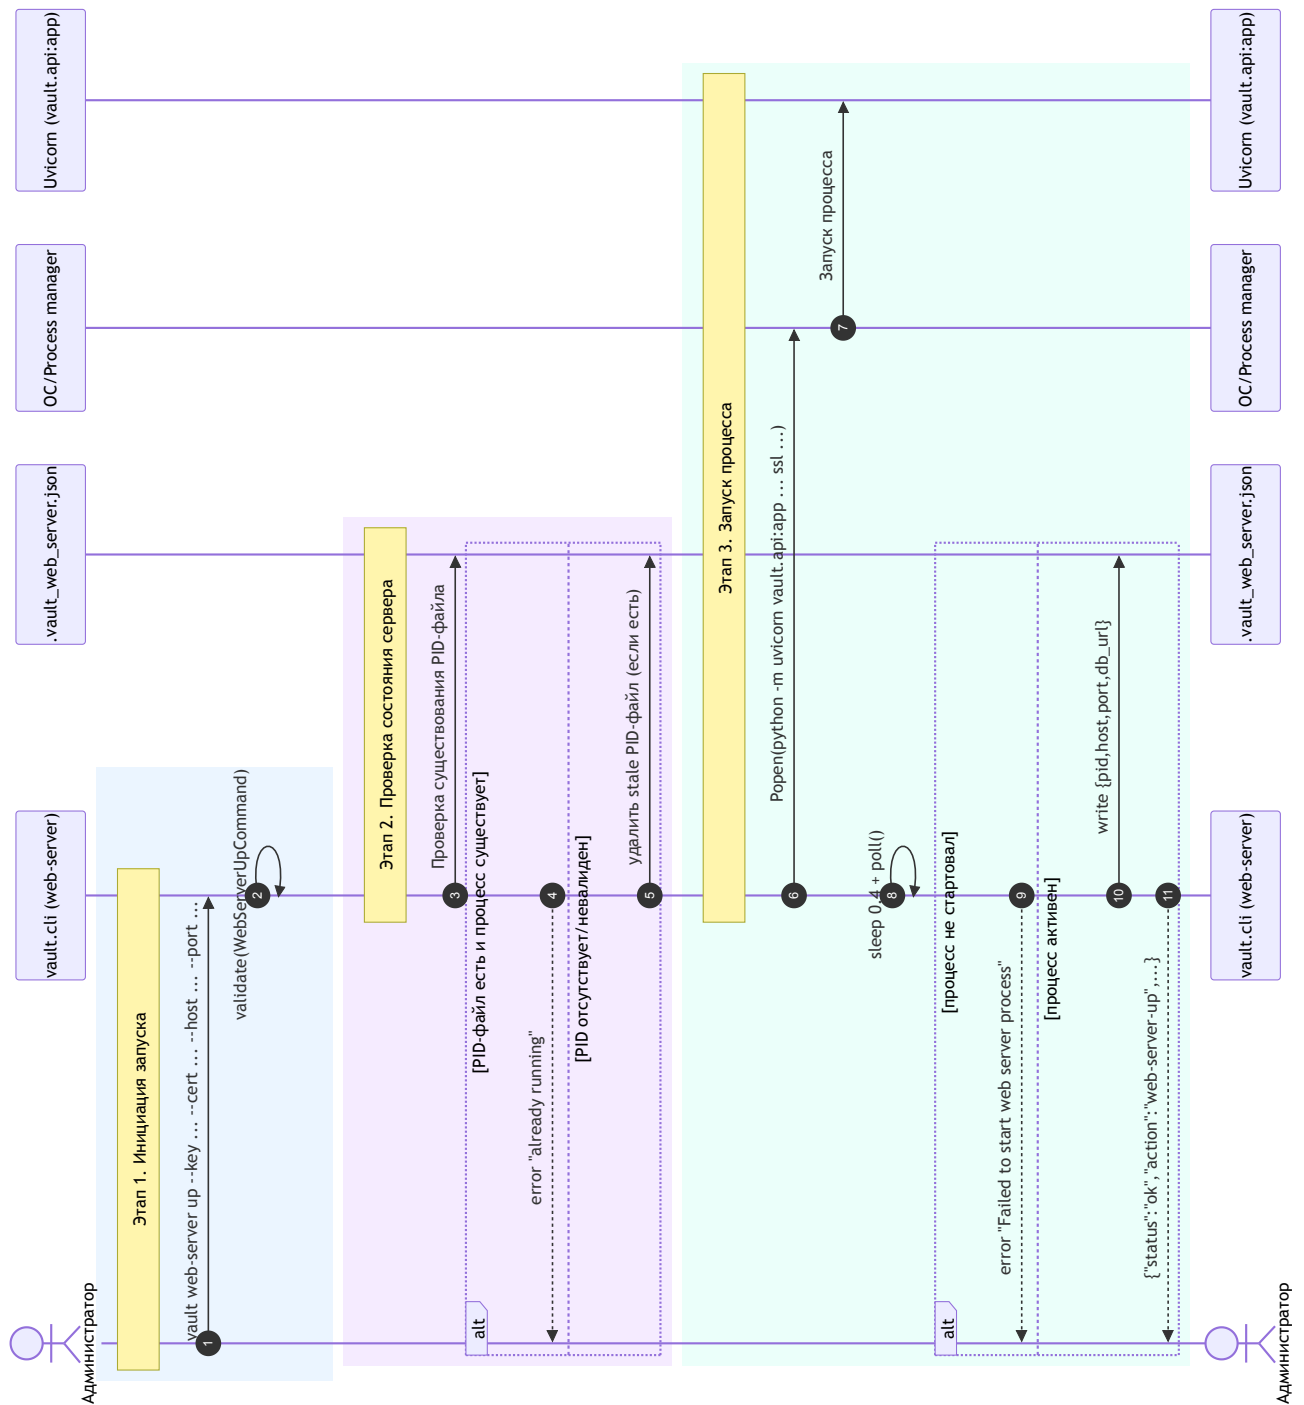 Администратор
vault.cli (web-server)
.vault_web_server.json
ОС/Process manager
Uvicorn (vault.api:app)
Этап 1. Инициация запуска
vault web-server up --key ... --cert ... --host ... --port ...
1
validate(WebServerUpCommand)
2
Этап 2. Проверка состояния сервера
Проверка существования PID-файла
3
alt
[PID-файл есть и процесс существует]
error "already running"
4
[PID отсутствует/невалиден]
удалить stale PID-файл (если есть)
5
Этап 3. Запуск процесса
Popen(python -m uvicorn vault.api:app ... ssl ...)
6
Запуск процесса
7
sleep 0.4 + poll()
8
alt
[процесс не стартовал]
error "Failed to start web server process"
9
[процесс активен]
write {pid,host,port,db_url}
10
{"status":"ok","action":"web-server-up",...}
11
Администратор
vault.cli (web-server)
.vault_web_server.json
ОС/Process manager
Uvicorn (vault.api:app)